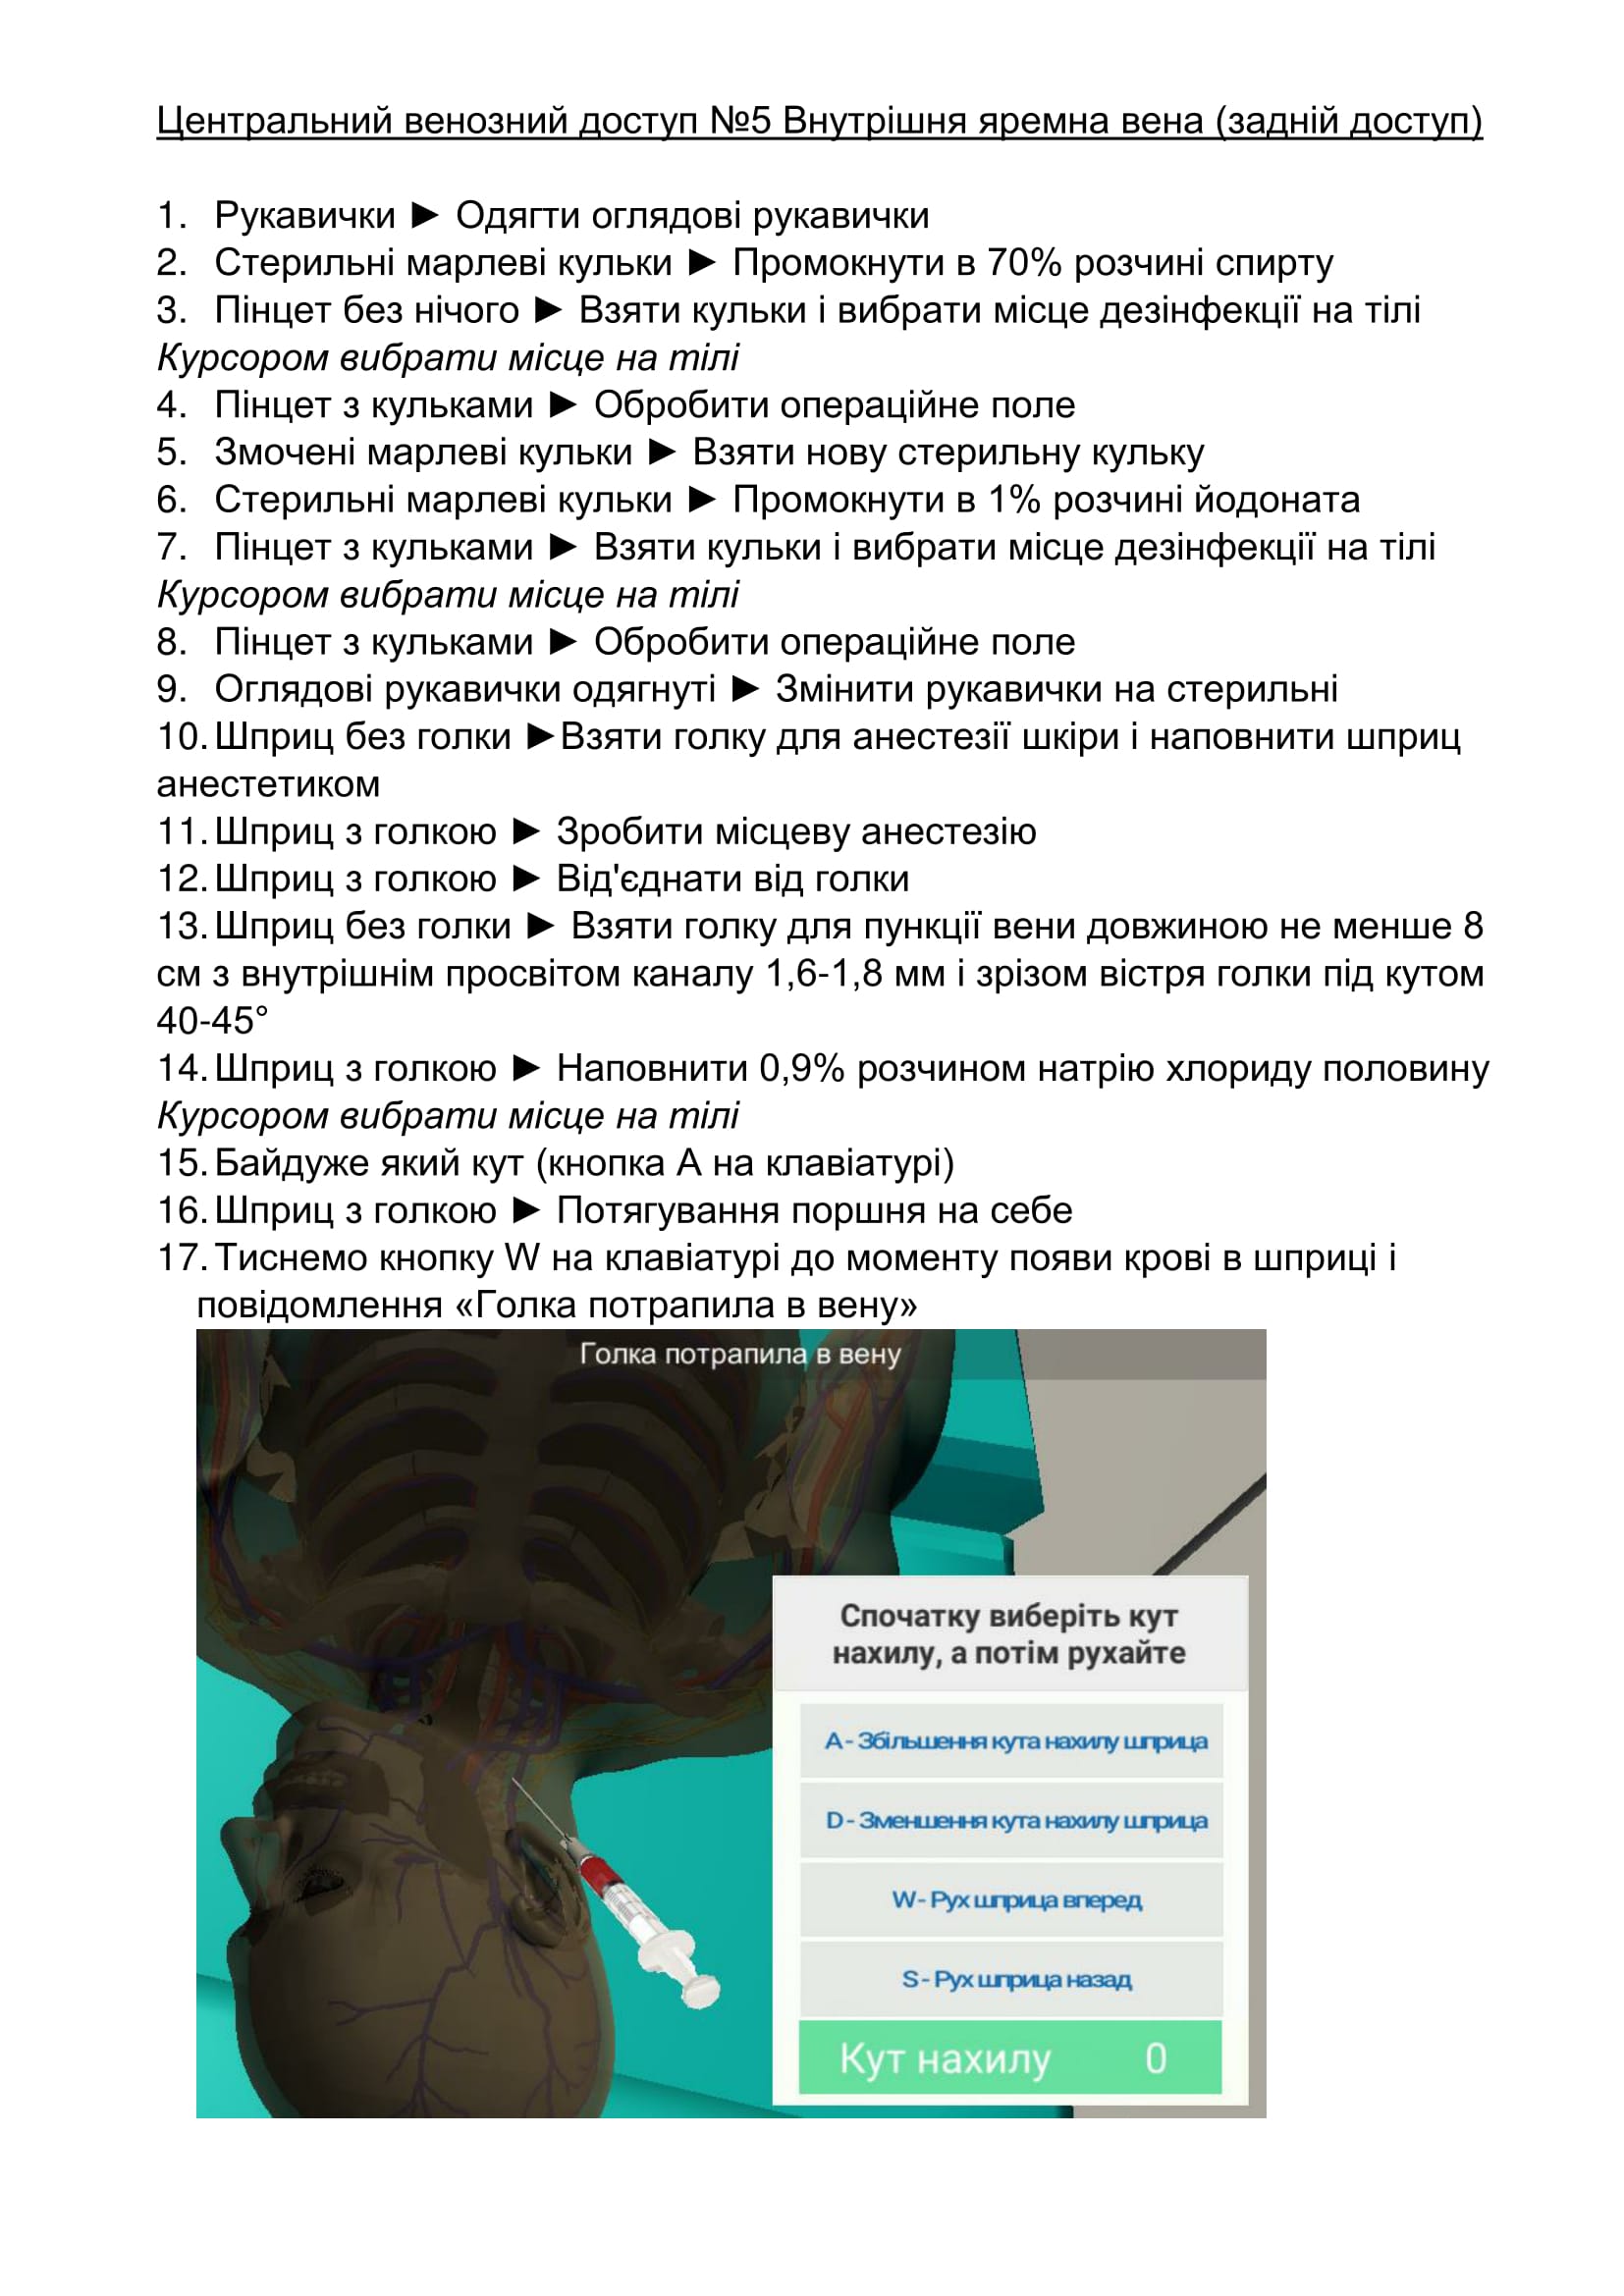 Центральний венозний доступ №5 Внутрішня яремна вена (задній доступ)
1. Рукавички ► Одягти оглядові рукавички
2. Стерильні марлеві кульки ► Промокнути в 70% розчині спирту
3. Пінцет без нічого ► Взяти кульки і вибрати місце дезінфекції на тілі
Курсором вибрати місце на тілі
4. Пінцет з кульками ► Обробити операційне поле
5. Змочені марлеві кульки ► Взяти нову стерильну кульку
6. Стерильні марлеві кульки ► Промокнути в 1% розчині йодоната
7. Пінцет з кульками ► Взяти кульки і вибрати місце дезінфекції на тілі
Курсором вибрати місце на тілі
8. Пінцет з кульками ► Обробити операційне поле
9. Оглядові рукавички одягнуті ► Змінити рукавички на стерильні
10. Шприц без голки ►Взяти голку для анестезії шкіри і наповнити шприц
анестетиком
11. Шприц з голкою ► Зробити місцеву анестезію
12. Шприц з голкою ► Від'єднати від голки
13. Шприц без голки ► Взяти голку для пункції вени довжиною не менше 8
см з внутрішнім просвітом каналу 1,6-1,8 мм і зрізом вістря голки під кутом
40-45°
14. Шприц з голкою ► Наповнити 0,9% розчином натрію хлориду половину
Курсором вибрати місце на тілі
15. Байдуже який кут (кнопка А на клавіатурі)
16. Шприц з голкою ► Потягування поршня на себе
17. Тиснемо кнопку W на клавіатурі до моменту появи крові в шприці і
повідомлення «Голка потрапила в вену»
Голка потрапила в вену
Спочатку виберіть кут
нахилу, а потім рухайте
A - Збільшення кута нахилу шприца
D - Зменшення кута нахилу шприца
W - Рух шприца вперед
S - Рух шприца назад
Кут нахилу 0